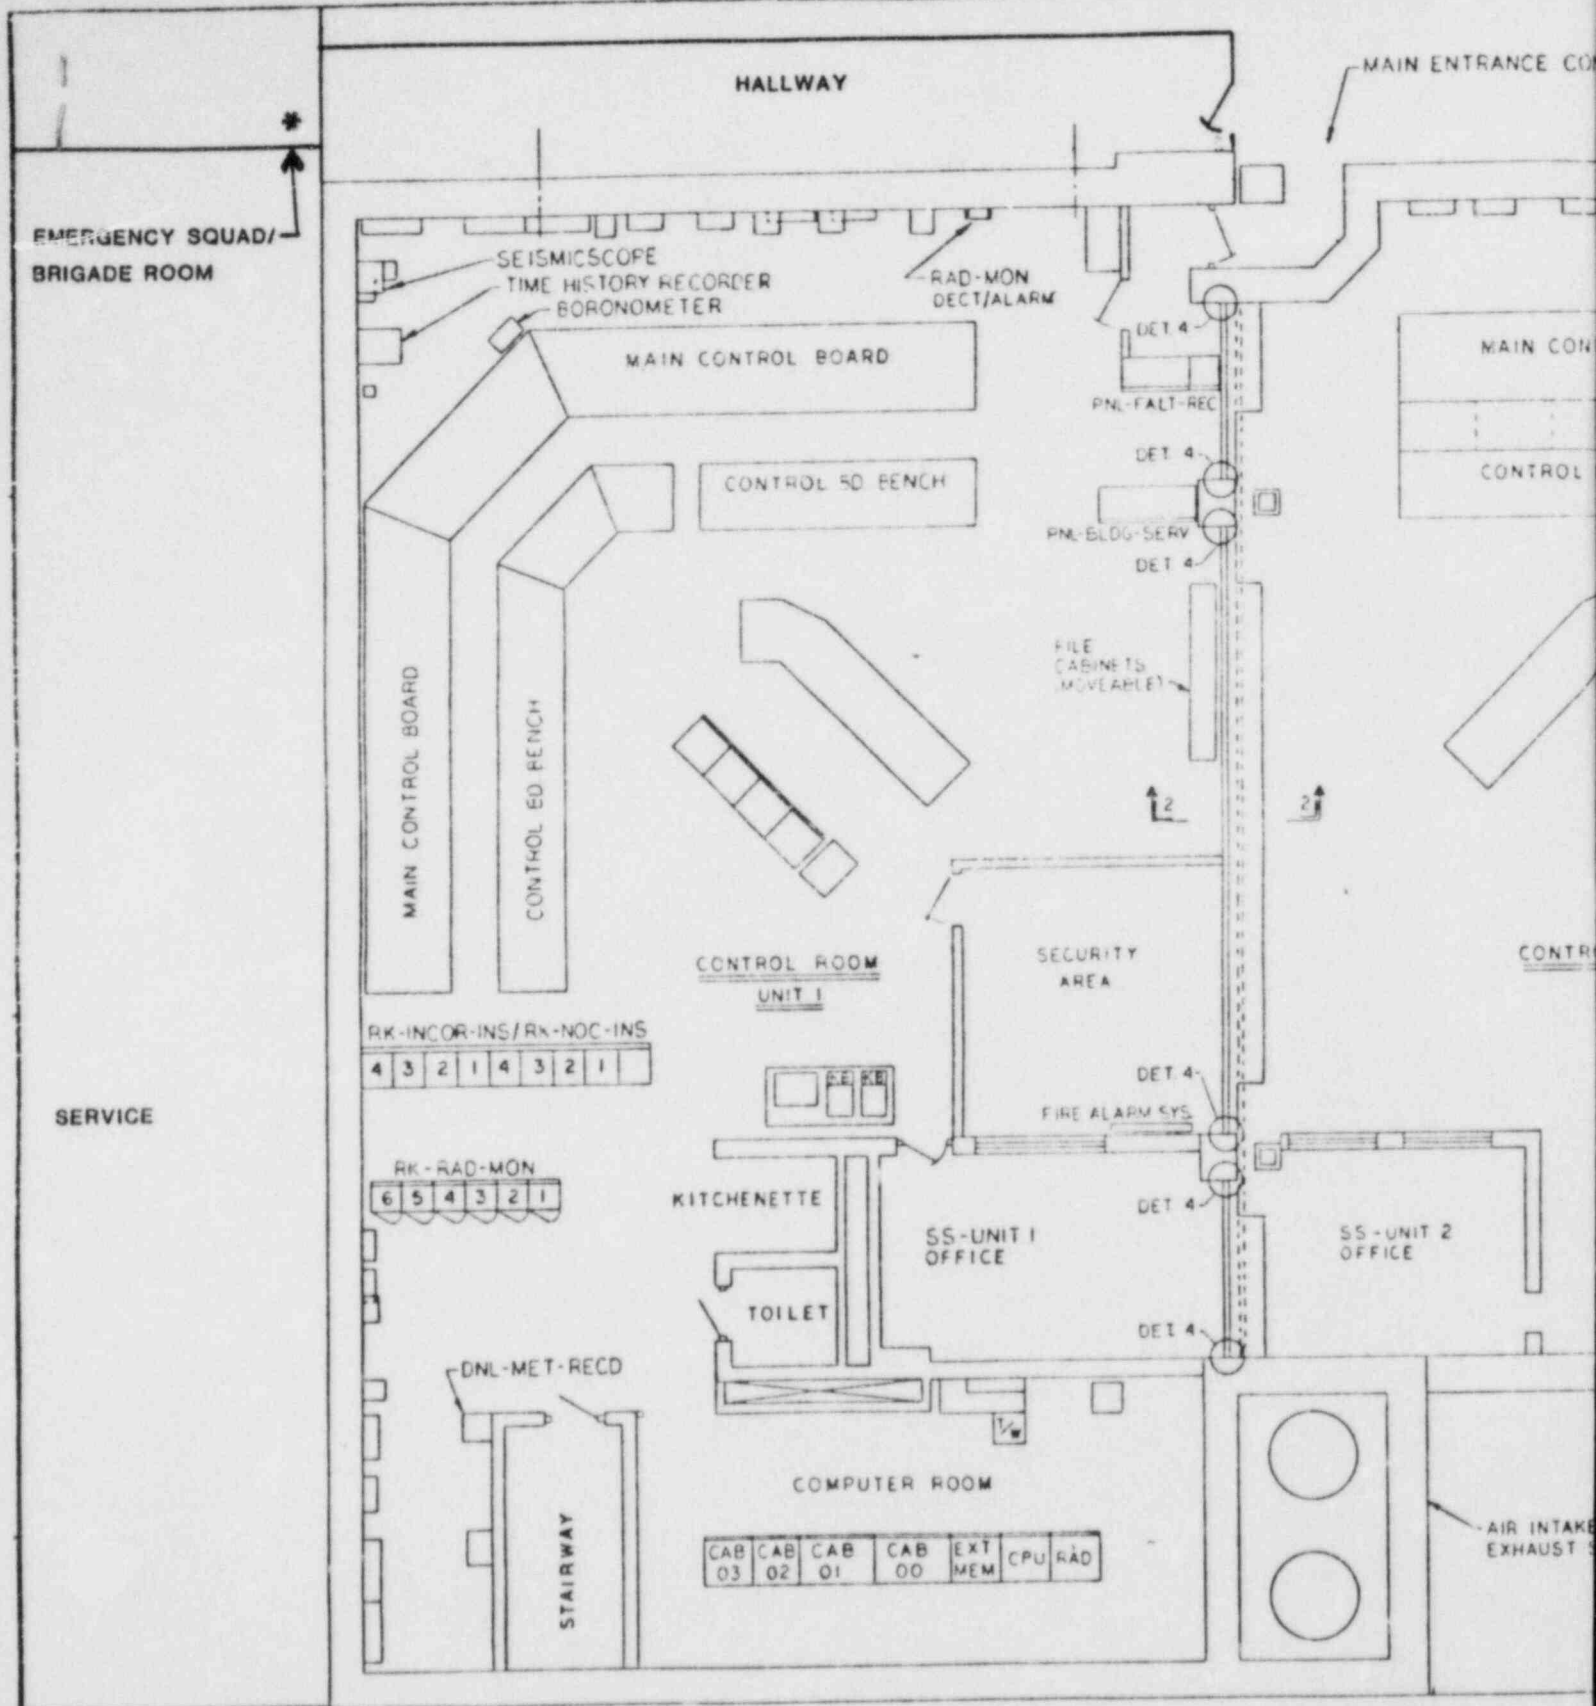 HALLWAY
MAIN ENTRANCE CO
*
EMERGENCY SQUAD/
BRIGADE ROOM
SEISMICSCOPE
TIME HISTORY RECORDER
BORONOMETER
RAD-MON
DECT/ALARM
DET. 4
MAIN CONTROL BOARD
MAIN CON
PNL-FALT-REC
DET. 4
CONTROL BD BENCH
CONTROL
PNL-BLDG-SERV
DET. 4
FILE
CABINETS
(MOVEABLE)
MAIN CONTROL BOARD
CONTROL BD BENCH
2
2
SECURITY
AREA
CONTROL ROOM
UNIT 1
CONTR
RK-INCOR-INS/RK-NOC-INS
4 3 2 1 4 3 2 1
DET. 4
FIRE ALARM SYS
SERVICE
RK-RAD-MON
6 5 4 3 2 1
KITCHENETTE
DET. 4
SS-UNIT 1
OFFICE
SS-UNIT 2
OFFICE
TOILET
DET. 4
DNL-MET-RECD
T/W
COMPUTER ROOM
STAIRWAY
CAB 03
CAB 02
CAB 01
CAB 00
EXT MEM
CPU
RAD
AIR INTAKE
EXHAUST